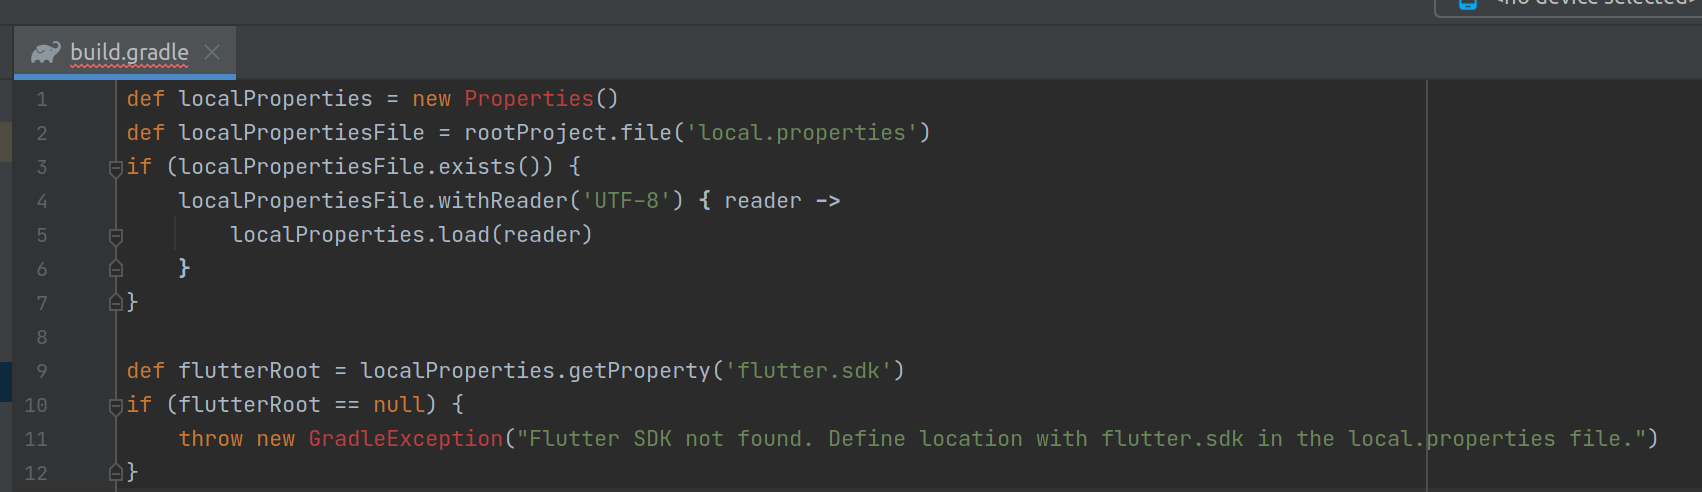 <no device selected>
build.gradle
1 def localProperties = new Properties()
2 def localPropertiesFile = rootProject.file('local.properties')
3 if (localPropertiesFile.exists()) {
4     localPropertiesFile.withReader('UTF-8') { reader ->
5         localProperties.load(reader)
6     }
7 }
8
9 def flutterRoot = localProperties.getProperty('flutter.sdk')
10 if (flutterRoot == null) {
11     throw new GradleException("Flutter SDK not found. Define location with flutter.sdk in the local.properties file.")
12 }